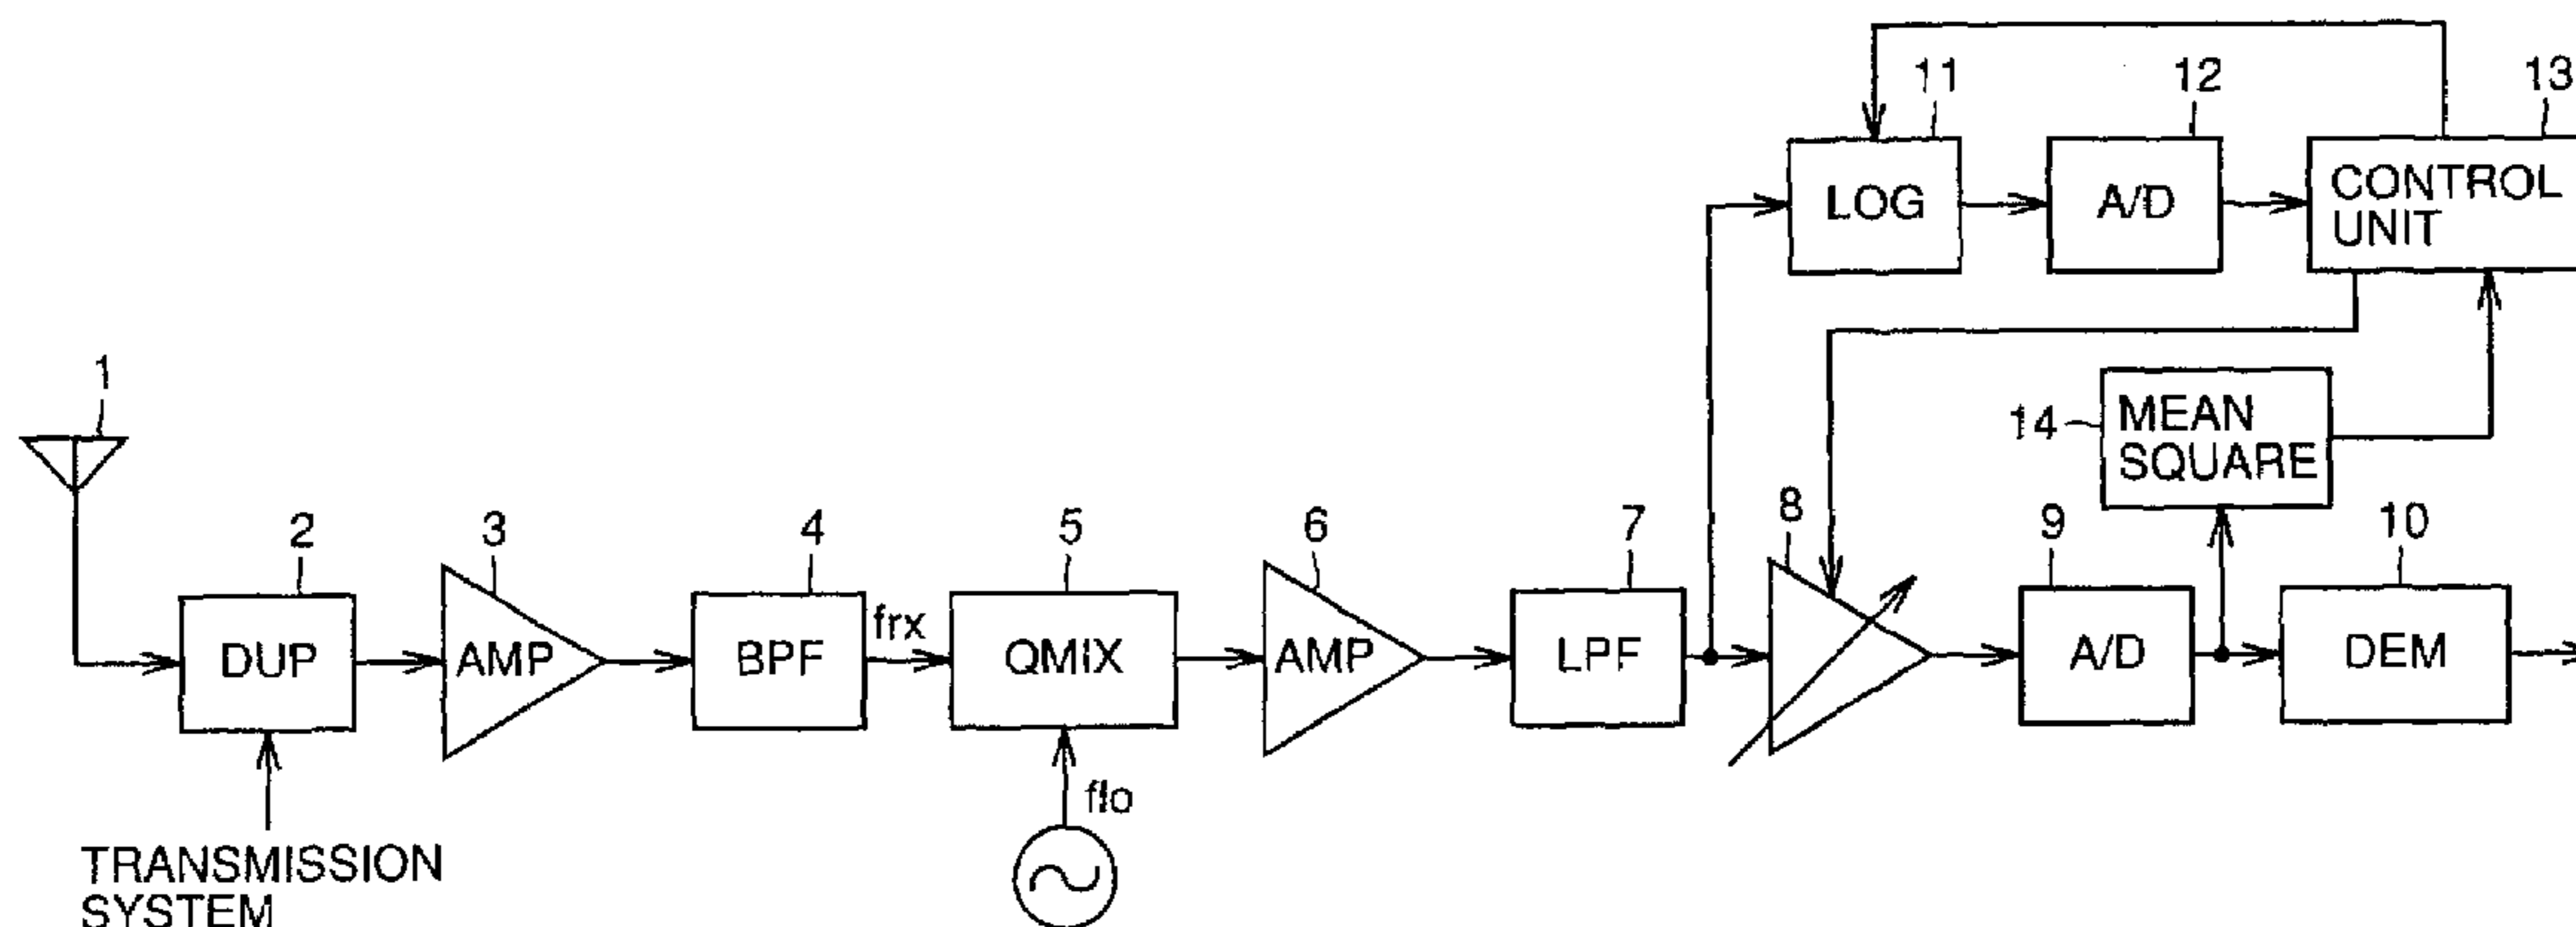 11
12
13
LOG
A/D
CONTROL
UNIT
1
14
MEAN
SQUARE
2
3
4
5
6
7
8
9
10
DUP
AMP
BPF
frx
QMIX
AMP
LPF
A/D
DEM
flo
TRANSMISSION
SYSTEM